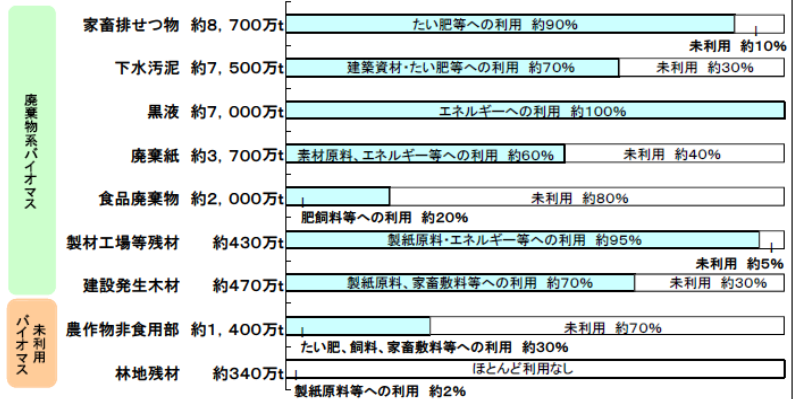 廃棄物系バイオマス
家畜排せつ物 約8, 700万t
たい肥等への利用 約90%
未利用 約10%
下水汚泥 約7, 500万t
建築資材・たい肥等への利用 約70%
未利用 約30%
黒液 約7, 000万t
エネルギーへの利用 約100%
廃棄紙 約3, 700万t
素材原料、エネルギー等への利用 約60%
未利用 約40%
食品廃棄物 約2, 000万t
未利用 約80%
肥飼料等への利用 約20%
製材工場等残材 約430万t
製紙原料・エネルギー等への利用 約95%
未利用 約5%
建設発生木材 約470万t
製紙原料、家畜敷料等への利用 約70%
未利用 約30%
未利用
バイオマス
農作物非食用部 約1, 400万t
未利用 約70%
たい肥、飼料、家畜敷料等への利用 約30%
林地残材 約340万t
ほとんど利用なし
製紙原料等への利用 約2%